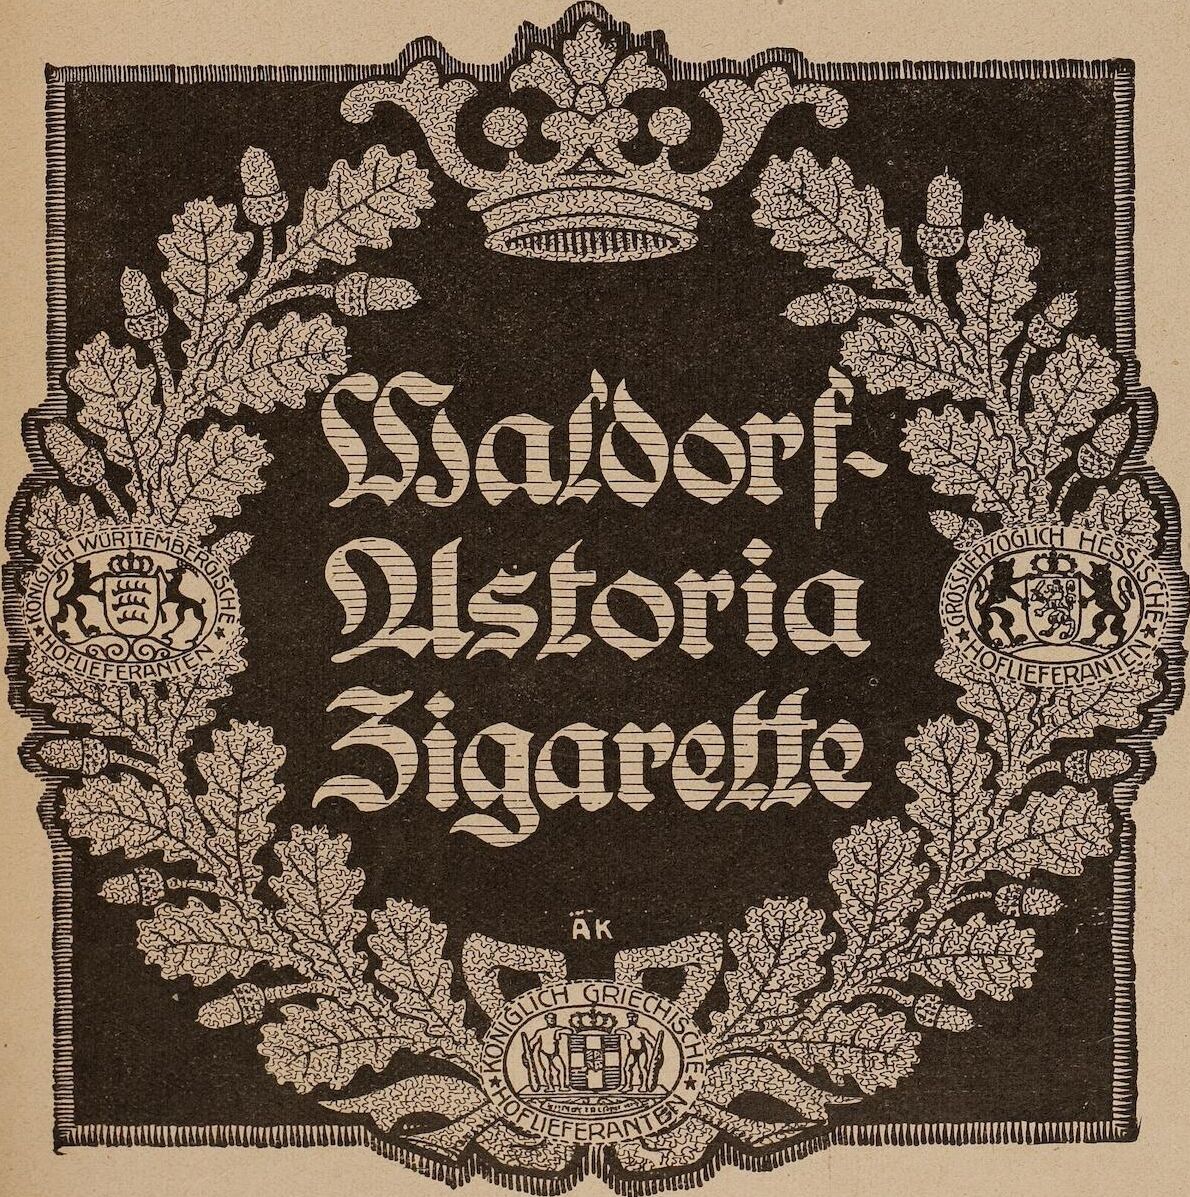 Waldorf-
Astoria
Zigarette
KÖNIGLICH WÜRTTEMBERGISCHE
★ HOFLIEFERANTEN ★
GROSSHERZOGLICH HESSISCHE
★ HOFLIEFERANTEN ★
ÄK
KÖNIGLICH GRIECHISCHE
★ HOFLIEFERANTEN ★